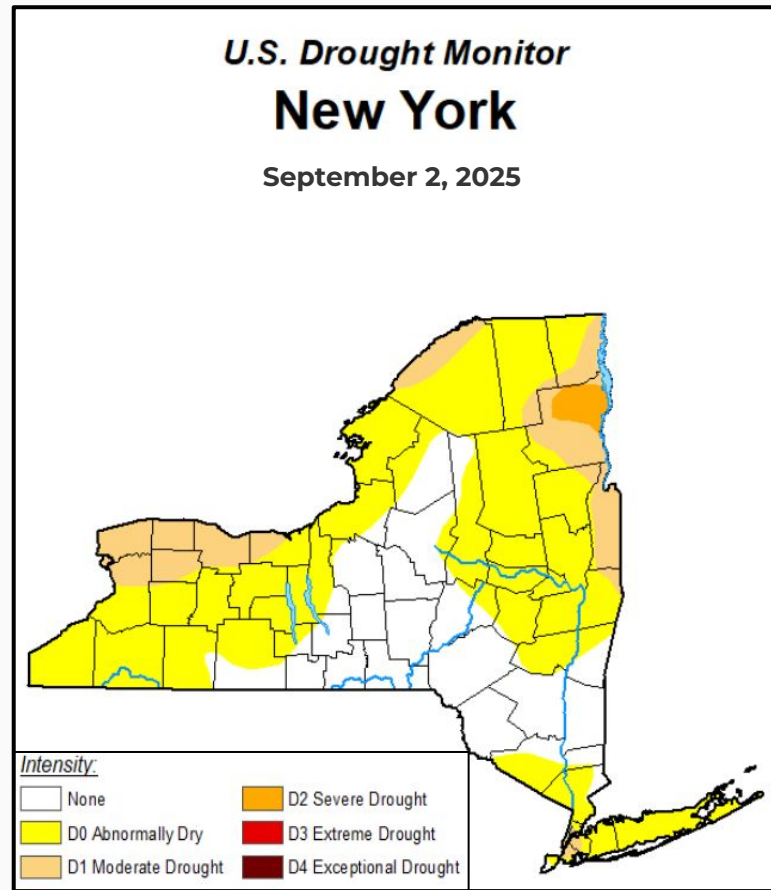 U.S. Drought Monitor
New York
September 2, 2025
Intensity:
None
D0 Abnormally Dry
D1 Moderate Drought
D2 Severe Drought
D3 Extreme Drought
D4 Exceptional Drought